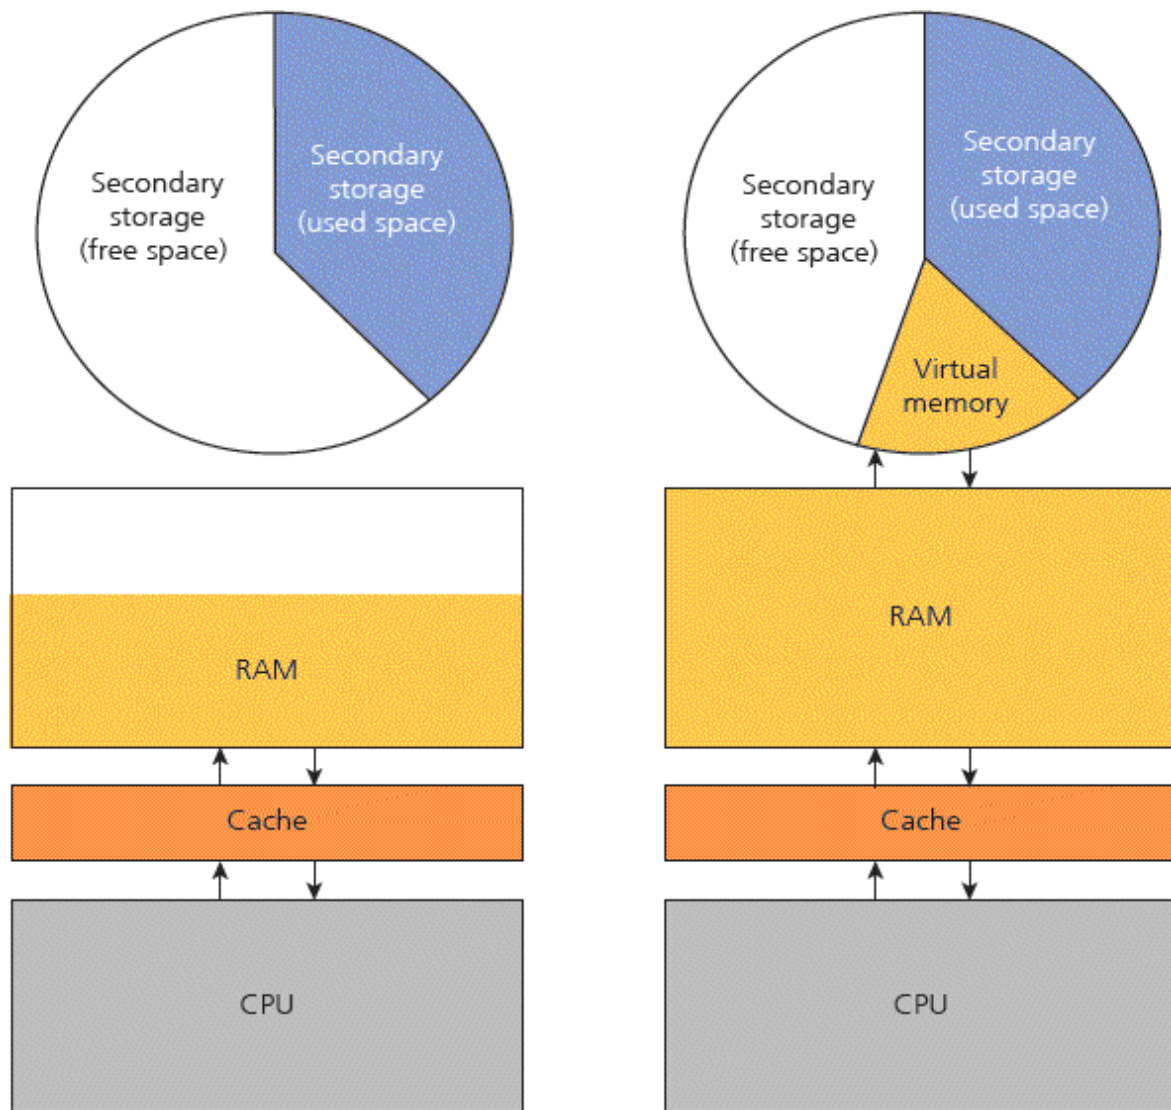 Secondary
storage
(free space)
Secondary
storage
(used space)
RAM
Cache
CPU
Secondary
storage
(free space)
Secondary
storage
(used space)
Virtual
memory
RAM
Cache
CPU